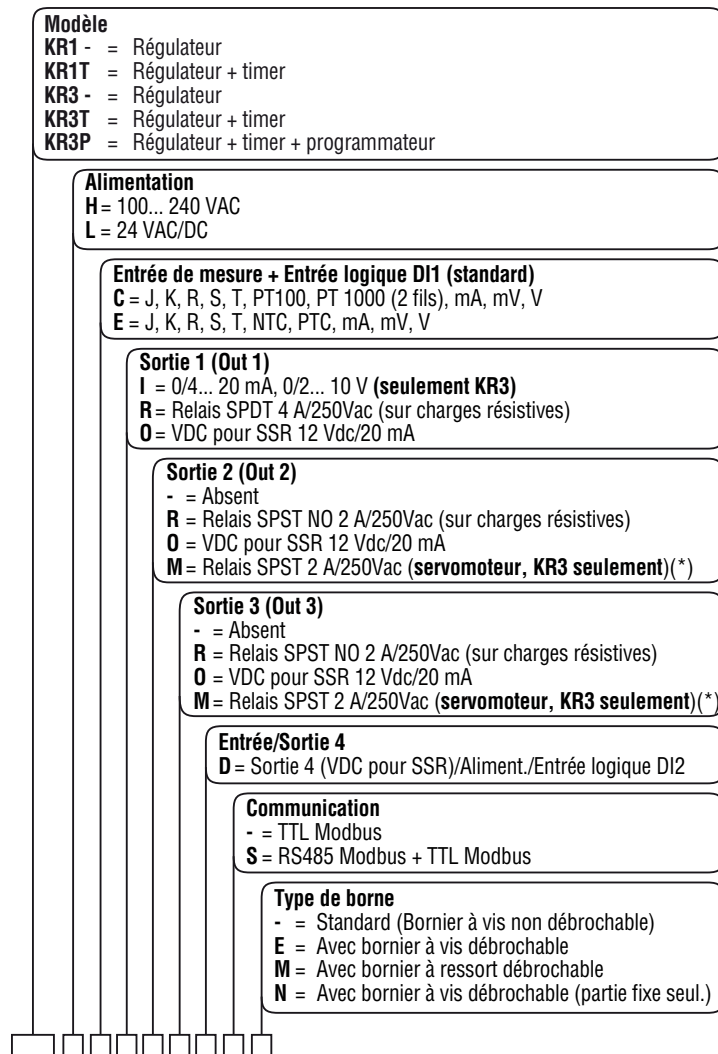 Modèle
KR1 - = Régulateur
KR1T = Régulateur + timer
KR3 - = Régulateur
KR3T = Régulateur + timer
KR3P = Régulateur + timer + programmateur
Alimentation
H = 100... 240 VAC
L = 24 VAC/DC
Entrée de mesure + Entrée logique DI1 (standard)
C = J, K, R, S, T, PT100, PT 1000 (2 fils), mA, mV, V
E = J, K, R, S, T, NTC, PTC, mA, mV, V
Sortie 1 (Out 1)
I = 0/4... 20 mA, 0/2... 10 V (seulement KR3)
R = Relais SPDT 4 A/250Vac (sur charges résistives)
O = VDC pour SSR 12 Vdc/20 mA
Sortie 2 (Out 2)
- = Absent
R = Relais SPST NO 2 A/250Vac (sur charges résistives)
O = VDC pour SSR 12 Vdc/20 mA
M = Relais SPST 2 A/250Vac (servomoteur, KR3 seulement)(*)
Sortie 3 (Out 3)
- = Absent
R = Relais SPST NO 2 A/250Vac (sur charges résistives)
O = VDC pour SSR 12 Vdc/20 mA
M = Relais SPST 2 A/250Vac (servomoteur, KR3 seulement)(*)
Entrée/Sortie 4
D = Sortie 4 (VDC pour SSR)/Aliment./Entrée logique DI2
Communication
- = TTL Modbus
S = RS485 Modbus + TTL Modbus
Type de borne
- = Standard (Bornier à vis non débrochable)
E = Avec bornier à vis débrochable
M = Avec bornier à ressort débrochable
N = Avec bornier à vis débrochable (partie fixe seul.)